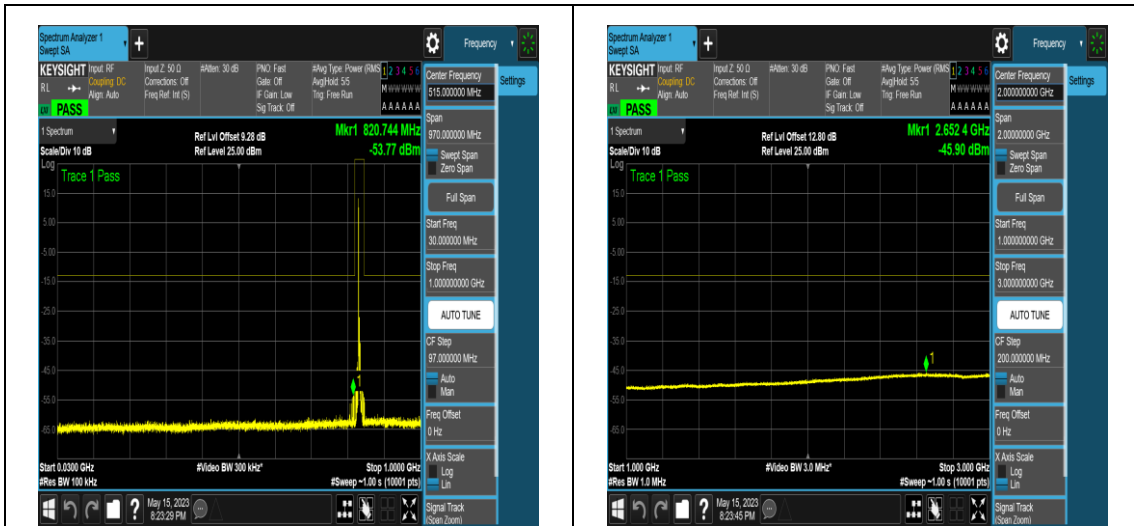 Spectrum Analyzer 1
Swept SA
+
Frequency
KEYSIGHT
RL
Input: RF
Coupling: DC
Align: Auto
Input Z: 50 Ω
Corrections: Off
Freq Ref: Int (S)
#Atten: 30 dB
PNO: Fast
Gate: Off
IF Gain: Low
Sig Track: Off
#Avg Type: Power (RMS
Avg|Hold: 5/5
Trig: Free Run
1 2 3 4 5 6
M W W W W W
A A A A A A
PASS
1 Spectrum
Scale/Div 10 dB
Ref Lvl Offset 9.28 dB
Ref Level 25.00 dBm
Mkr1 820.744 MHz
-53.77 dBm
Log
Trace 1 Pass
15.0
5.00
-5.00
-15.0
-25.0
-35.0
-45.0
-55.0
-65.0
1
Start 0.0300 GHz
#Res BW 100 kHz
#Video BW 300 kHz*
Stop 1.0000 GHz
#Sweep ~1.00 s (10001 pts)
May 15, 2023
8:23:29 PM
Center Frequency
515.000000 MHz
Settings
Span
970.000000 MHz
Swept Span
Zero Span
Full Span
Start Freq
30.000000 MHz
Stop Freq
1.000000000 GHz
AUTO TUNE
CF Step
97.000000 MHz
Auto
Man
Freq Offset
0 Hz
X Axis Scale
Log
Lin
Signal Track
(Span Zoom)
Spectrum Analyzer 1
Swept SA
+
Frequency
KEYSIGHT
RL
Input: RF
Coupling: DC
Align: Auto
Input Z: 50 Ω
Corrections: Off
Freq Ref: Int (S)
#Atten: 30 dB
PNO: Fast
Gate: Off
IF Gain: Low
Sig Track: Off
#Avg Type: Power (RMS
Avg|Hold: 5/5
Trig: Free Run
1 2 3 4 5 6
M W W W W W
A A A A A A
PASS
1 Spectrum
Scale/Div 10 dB
Ref Lvl Offset 12.80 dB
Ref Level 25.00 dBm
Mkr1 2.652 4 GHz
-45.90 dBm
Log
Trace 1 Pass
15.0
5.00
-5.00
-15.0
-25.0
-35.0
-45.0
-55.0
-65.0
1
Start 1.000 GHz
#Res BW 1.0 MHz
#Video BW 3.0 MHz*
Stop 3.000 GHz
#Sweep ~1.00 s (10001 pts)
May 15, 2023
8:23:45 PM
Center Frequency
2.000000000 GHz
Settings
Span
2.00000000 GHz
Swept Span
Zero Span
Full Span
Start Freq
1.000000000 GHz
Stop Freq
3.000000000 GHz
AUTO TUNE
CF Step
200.000000 MHz
Auto
Man
Freq Offset
0 Hz
X Axis Scale
Log
Lin
Signal Track
(Span Zoom)